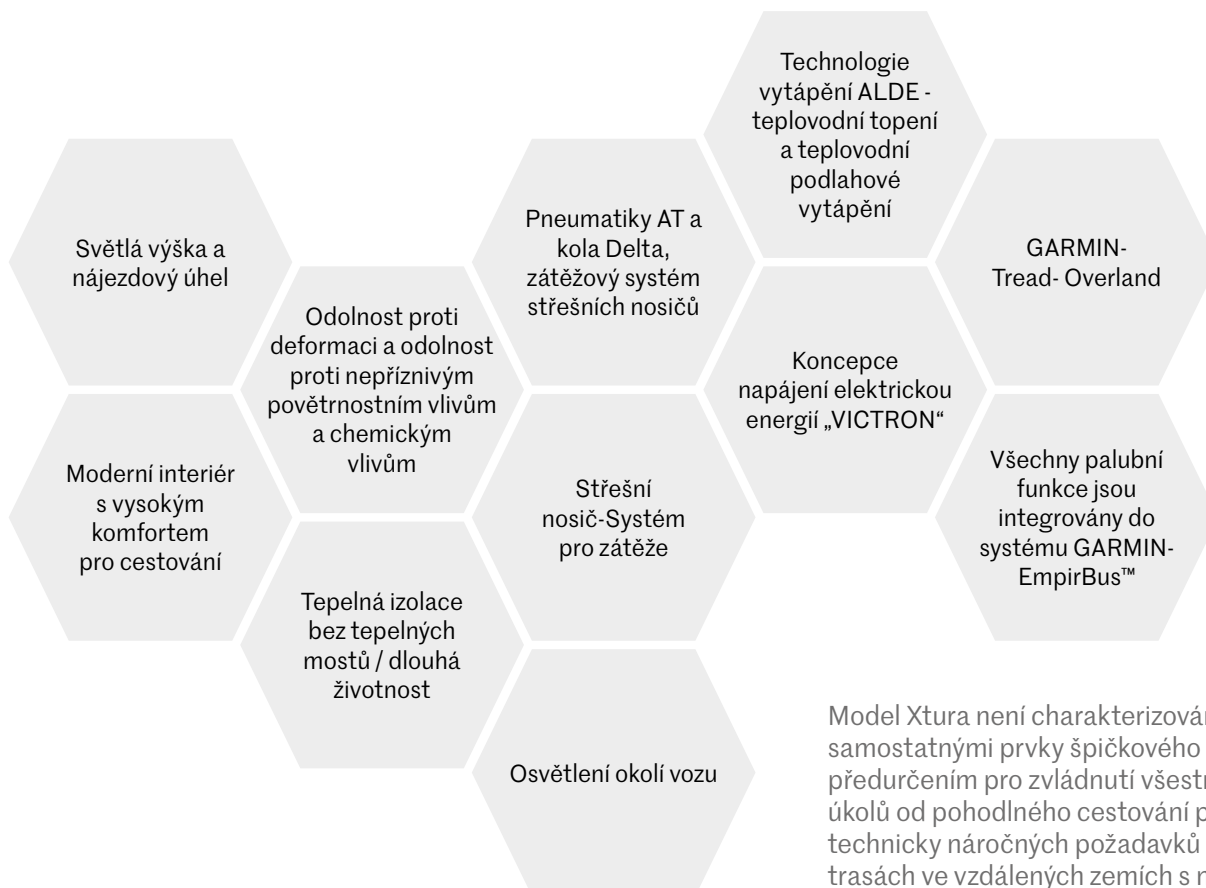 Technologie
vytápění ALDE -
teplovodní topení
a teplovodní
podlahové
vytápění
Světlá výška a
nájezdový úhel
Pneumatiky AT a
kola Delta,
zátěžový systém
střešních nosičů
GARMIN-
Tread- Overland
Odolnost proti
deformaci a odolnost
proti nepříznivým
povětrnostním vlivům
a chemickým
vlivům
Koncepce
napájení elektrickou
energií „VICTRON“
Moderní interiér
s vysokým
komfortem
pro cestování
Střešní
nosič-Systém
pro zátěže
Všechny palubní
funkce jsou
integrovány do
systému GARMIN-
EmpirBus™
Tepelná izolace
bez tepelných
mostů / dlouhá
životnost
Osvětlení okolí vozu
Model Xtura není
samostatnými prvky špičkového
předurčením pro zvládnutí
úkolů od pohodlného cestování
technicky náročných požadavků
trasách ve vzdálených zemích s